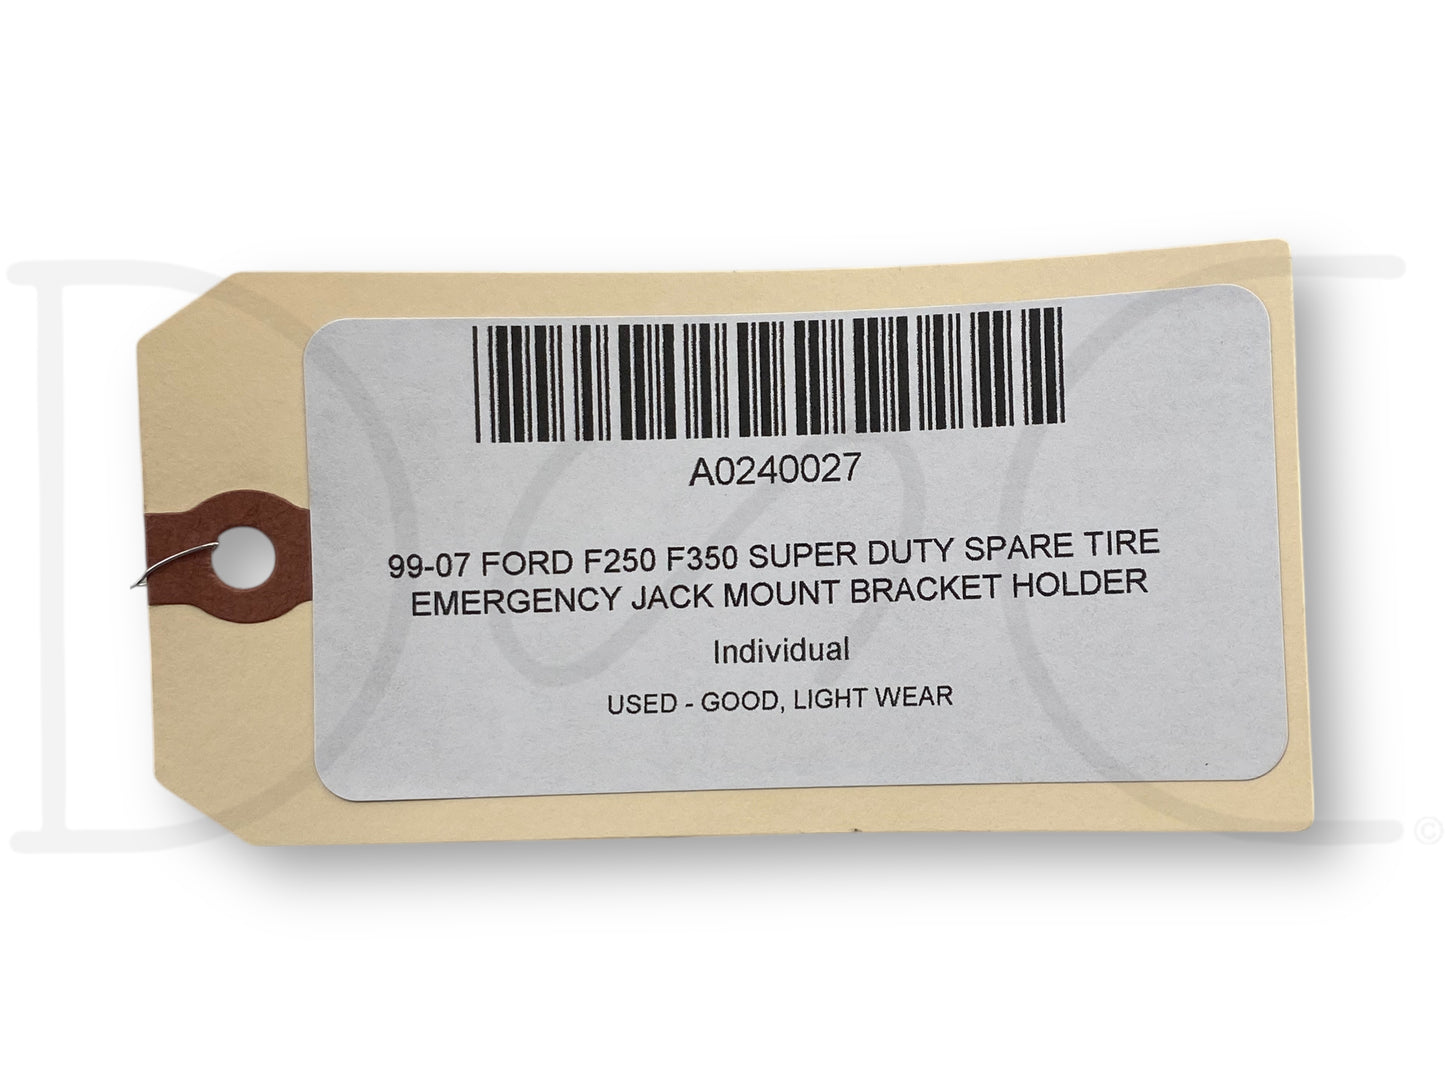 A0240027
99-07 FORD F250 F350 SUPER DUTY SPARE TIRE
EMERGENCY JACK MOUNT BRACKET HOLDER
Individual
USED - GOOD, LIGHT WEAR
©